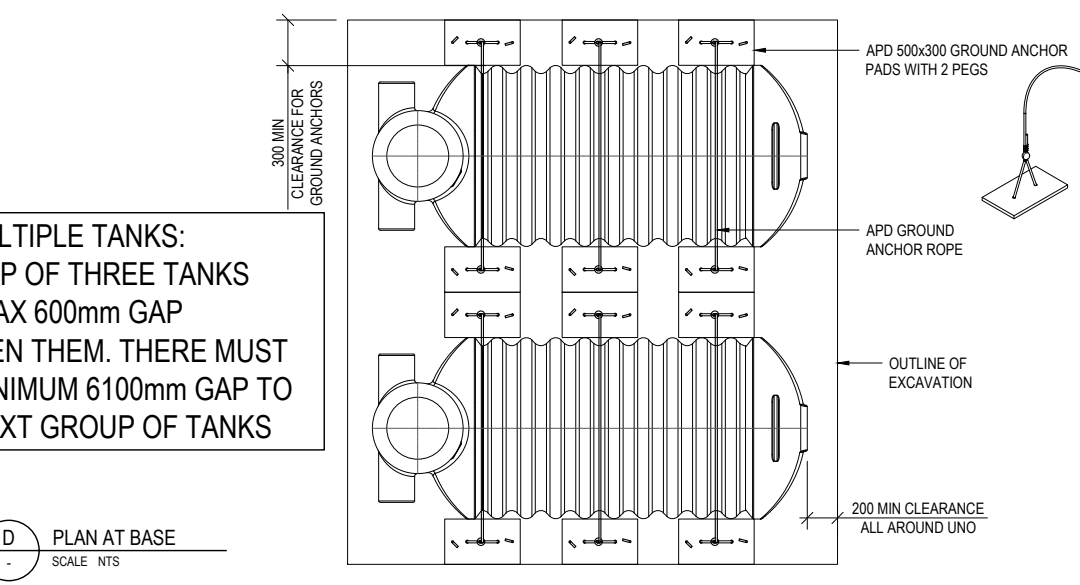 APD 500x300 GROUND ANCHOR
PADS WITH 2 PEGS
300 MIN
CLEARANCE FOR
GROUND ANCHORS
LTIPLE TANKS:
P OF THREE TANKS
AX 600mm GAP
EN THEM. THERE MUST
NIMUM 6100mm GAP TO
XT GROUP OF TANKS
APD GROUND
ANCHOR ROPE
OUTLINE OF
EXCAVATION
200 MIN CLEARANCE
ALL AROUND UNO
D
-
PLAN AT BASE
SCALE NTS